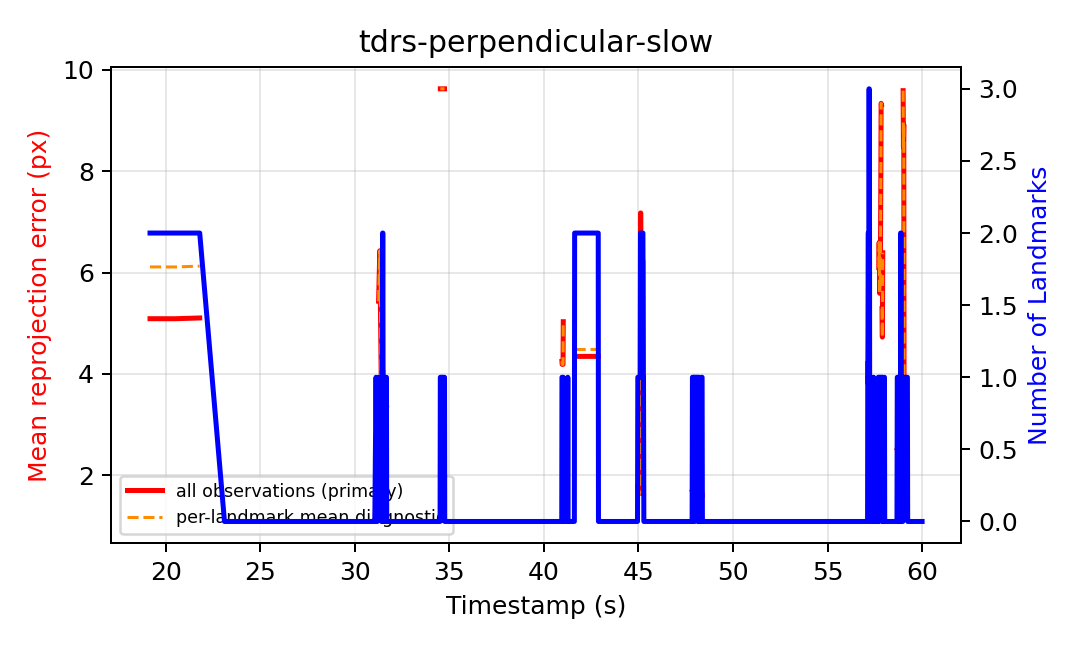 tdrs-perpendicular-slow
Mean reprojection error (px)
10
8
6
4
2
3.0
2.5
2.0
1.5
1.0
0.5
0.0
Number of Landmarks
all observations (primary)
per-landmark mean diagnostic
20 25 30 35 40 45 50 55 60
Timestamp (s)